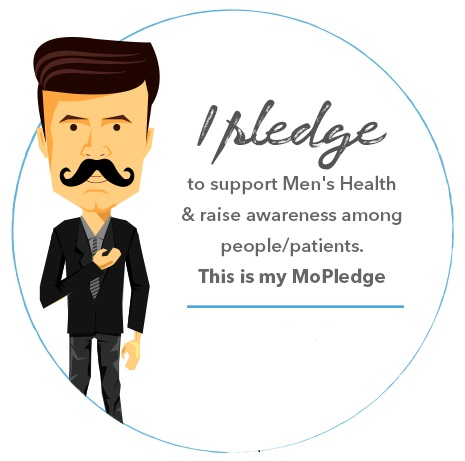 I pledge
to support Men's Health
& raise awareness among
people/patients.
This is my MoPledge